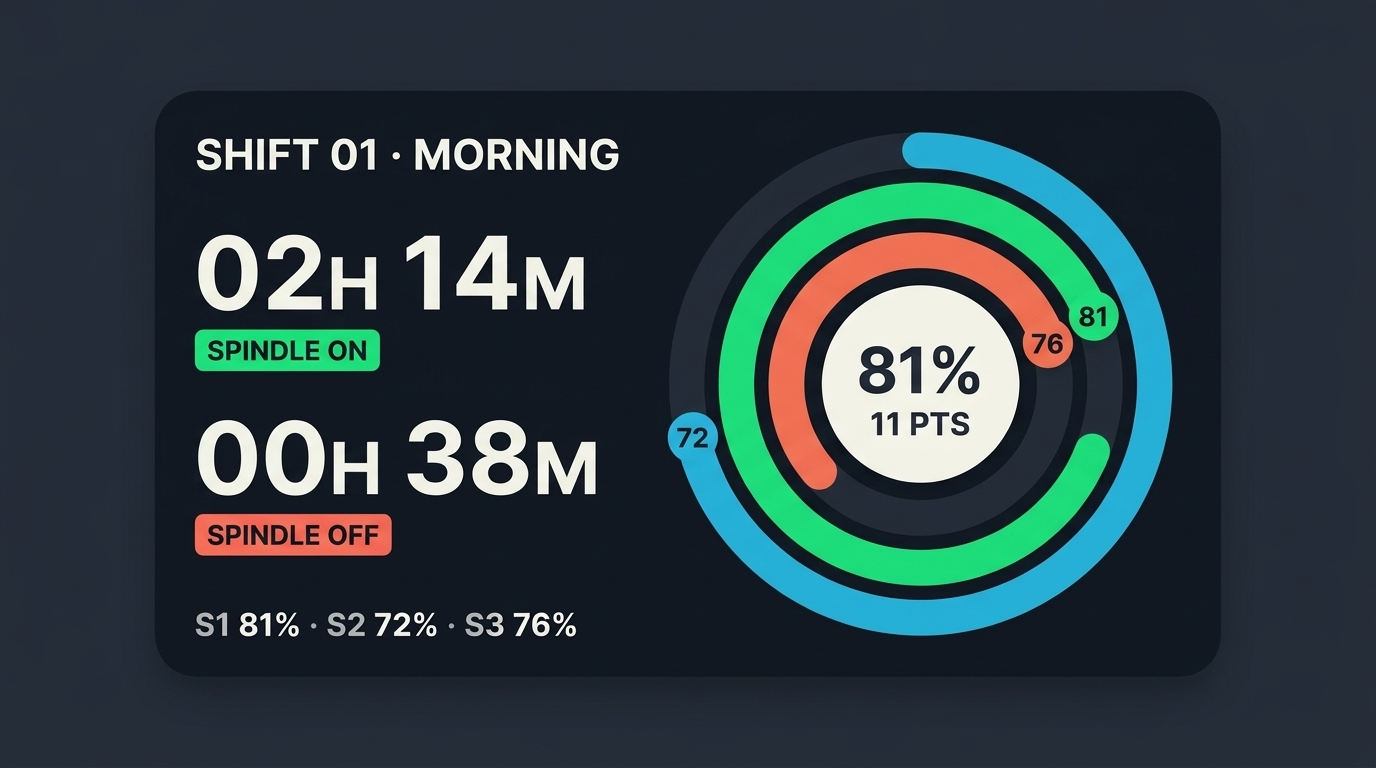 SHIFT 01 · MORNING
02H 14M
SPINDLE ON
00H 38M
SPINDLE OFF
S1 81% · S2 72% · S3 76%
81
76
72
81%
11 PTS